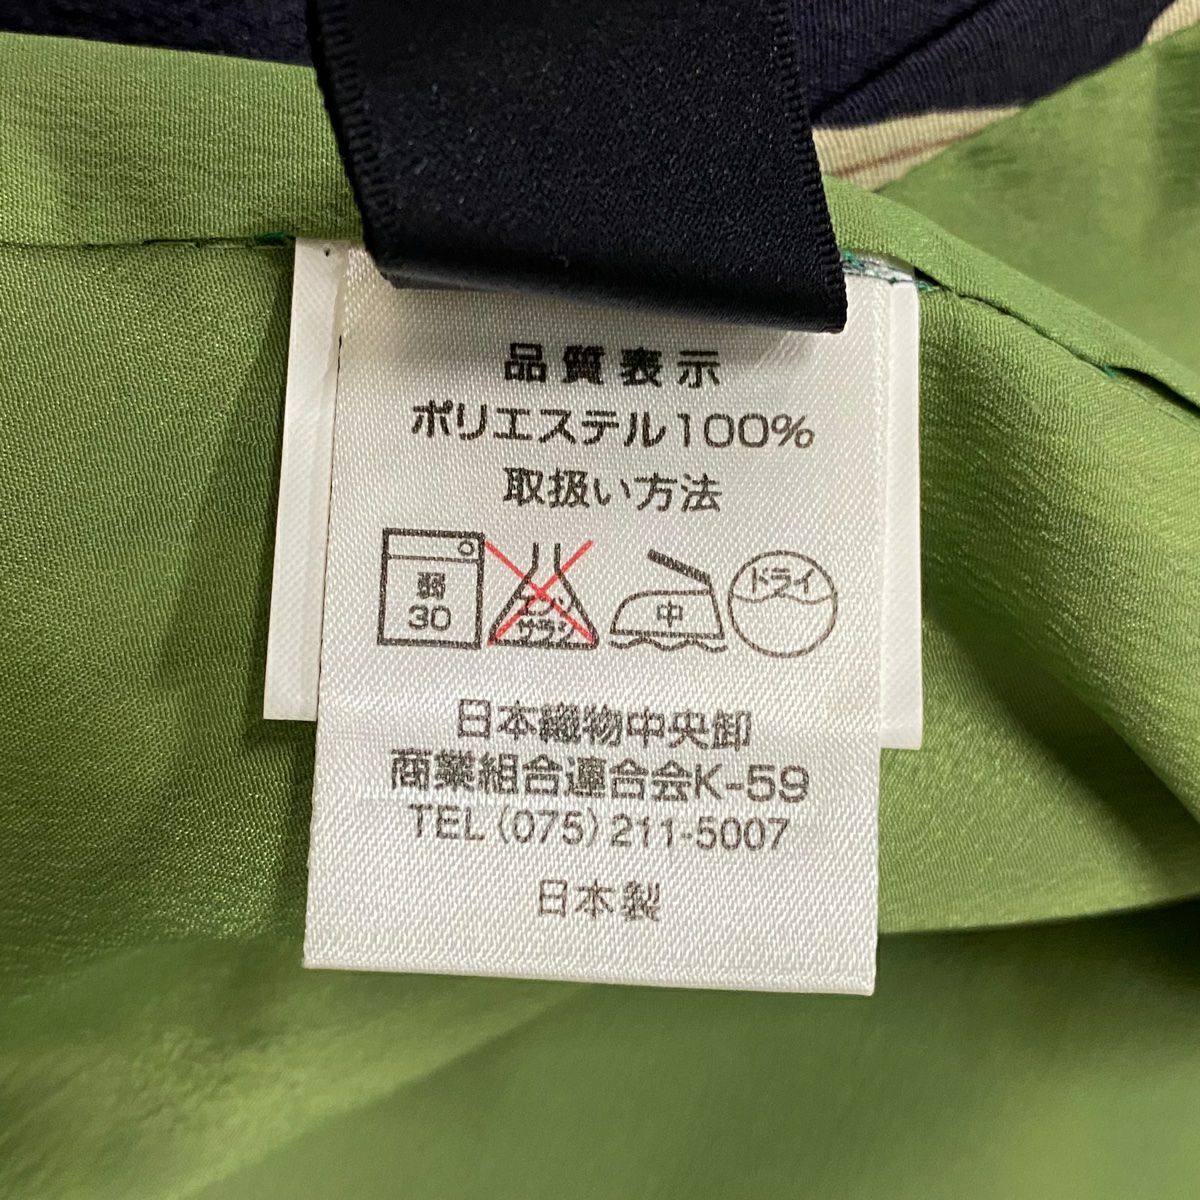 品質表示
ポリエステル100%
取扱い方法
弱
30
エンソ
サラシ
中
ドライ
日本織物中央卸
商業組合連合会K-59
TEL(075)211-5007
日本製